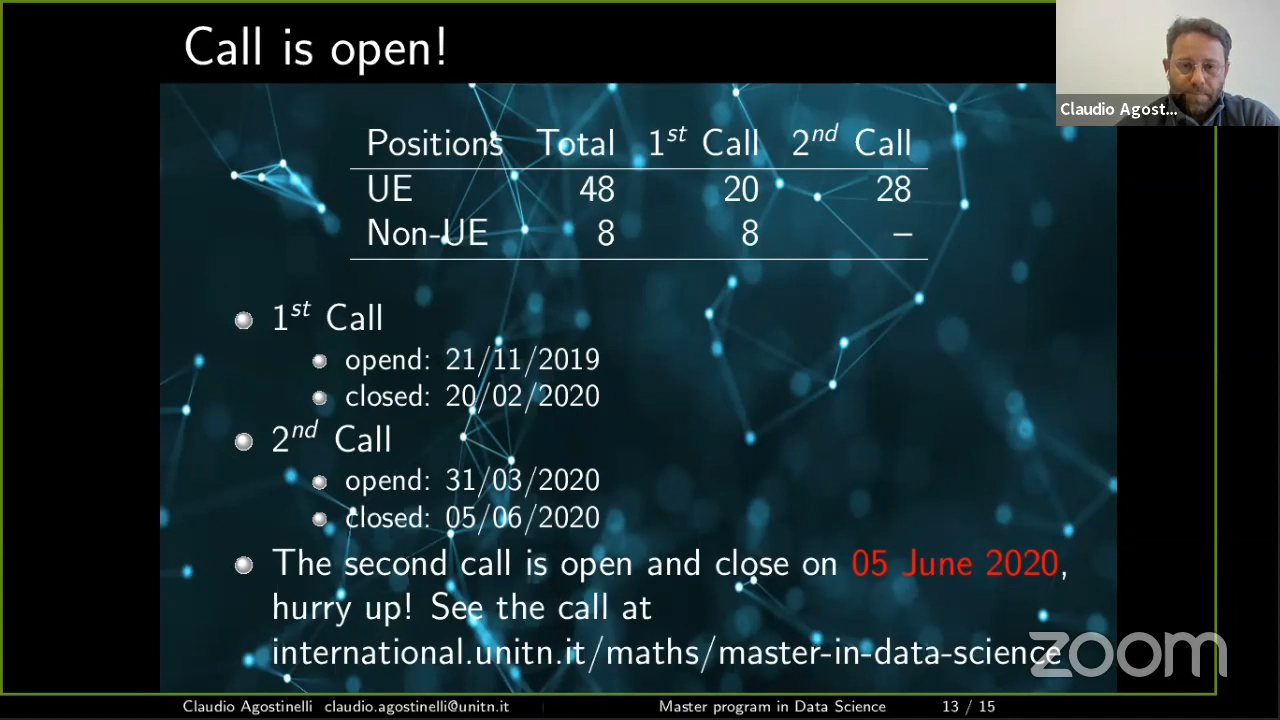 Call is open!
Claudio Agost...
Positions Total 1st Call 2nd Call
UE 48 20 28
Non-UE 8 8 –
1st Call
opend: 21/11/2019
closed: 20/02/2020
2nd Call
opend: 31/03/2020
closed: 05/06/2020
The second call is open and close on 05 June 2020,
hurry up! See the call at
international.unitn.it/maths/master-in-data-science
zoom
Claudio Agostinelli claudio.agostinelli@unitn.it Master program in Data Science 13 / 15